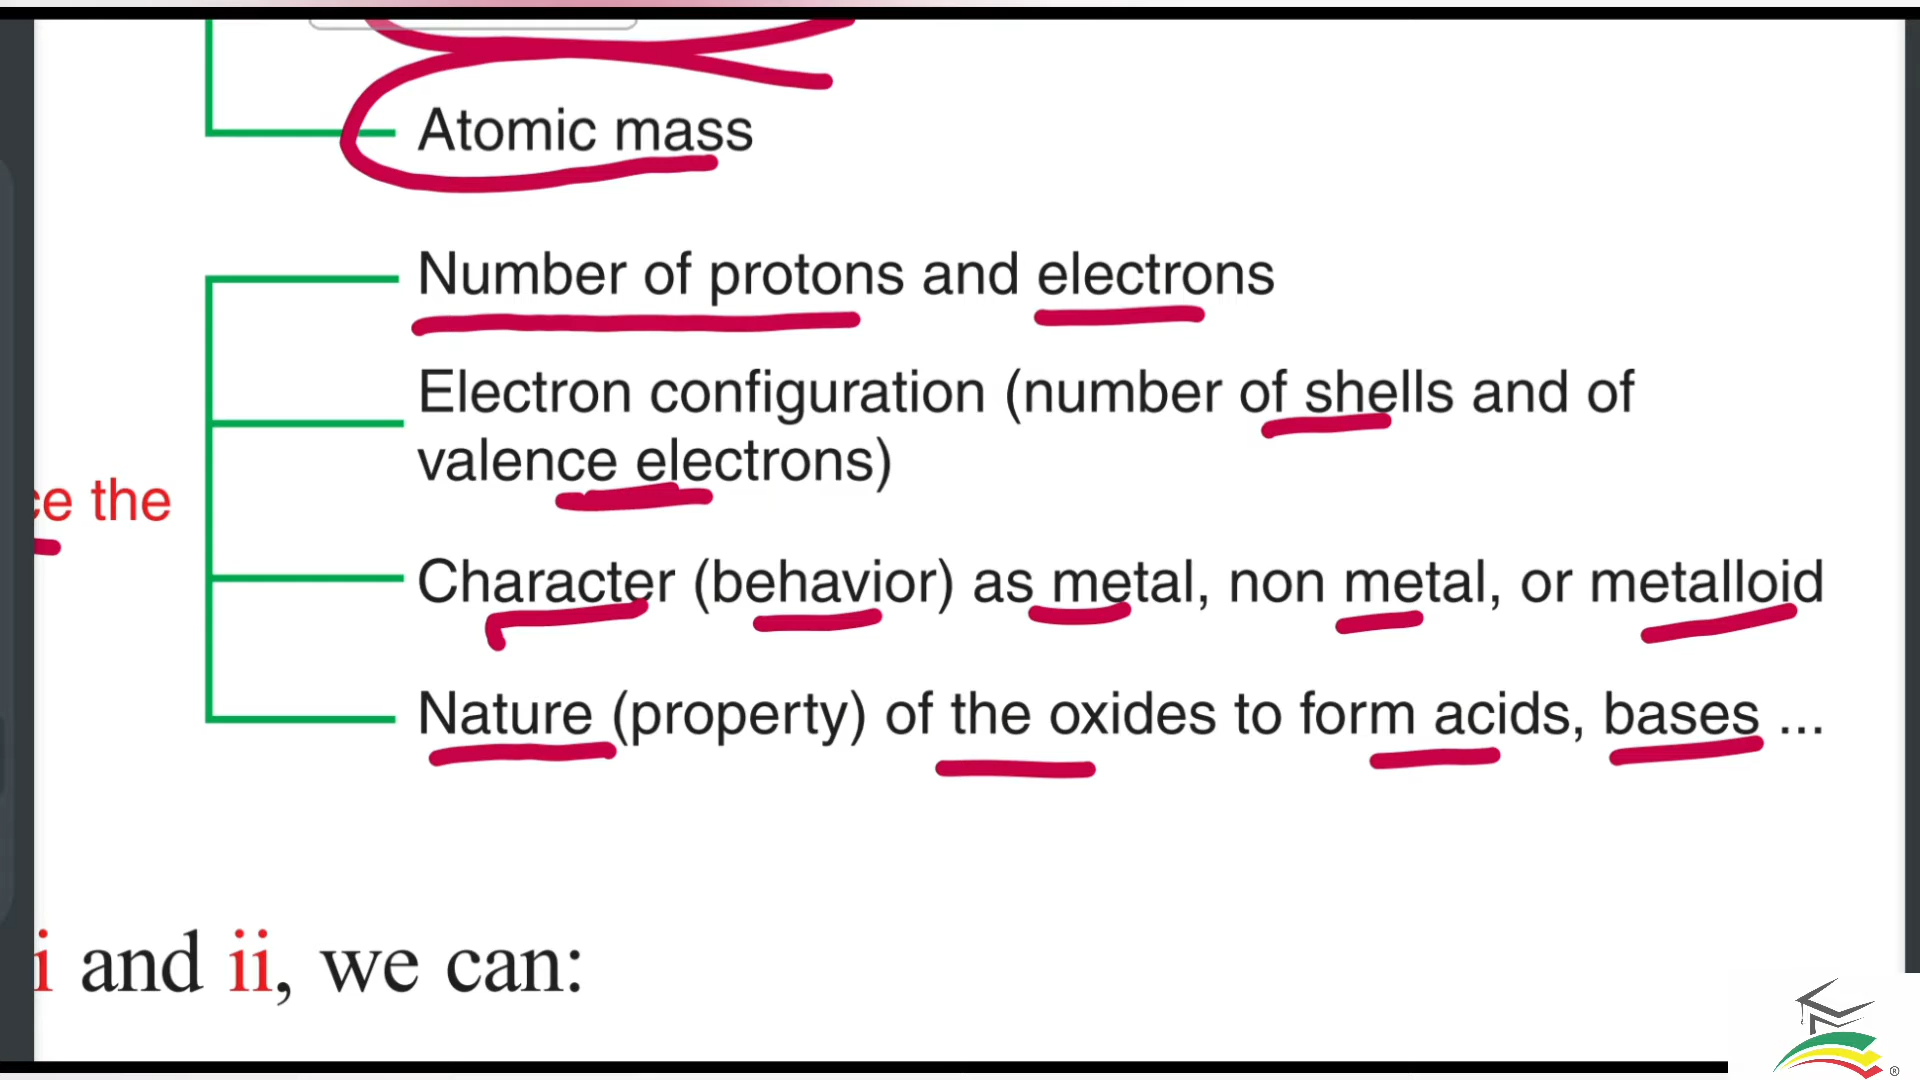 Atomic mass
Number of protons and electrons
Electron configuration (number of shells and of
valence electrons)
the
Character (behavior) as metal, non metal, or metalloid
Nature (property) of the oxides to form acids, bases ...
i and ii, we can:
®